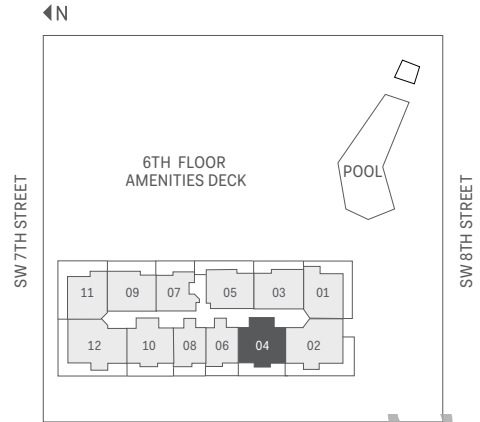 N
6TH FLOOR
AMENITIES DECK
POOL
SW 7TH STREET
SW 8TH STREET
11 09 07 05 03 01
12 10 08 06 04 02